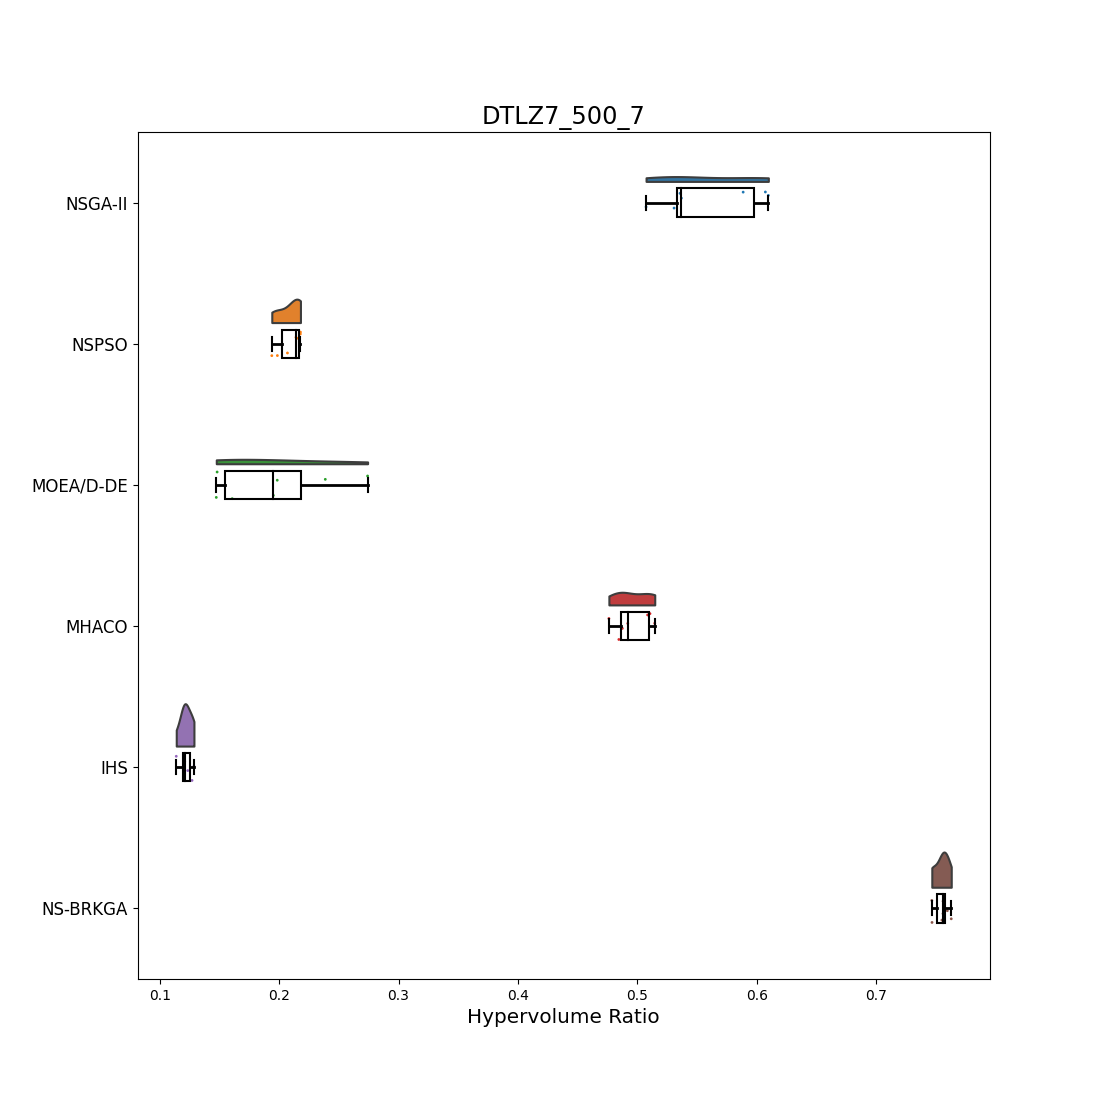 DTLZ7_500_7
NSGA-II
NSPSO
MOEA/D-DE
MHACO
IHS
NS-BRKGA
0.1 0.2 0.3 0.4 0.5 0.6 0.7
Hypervolume Ratio